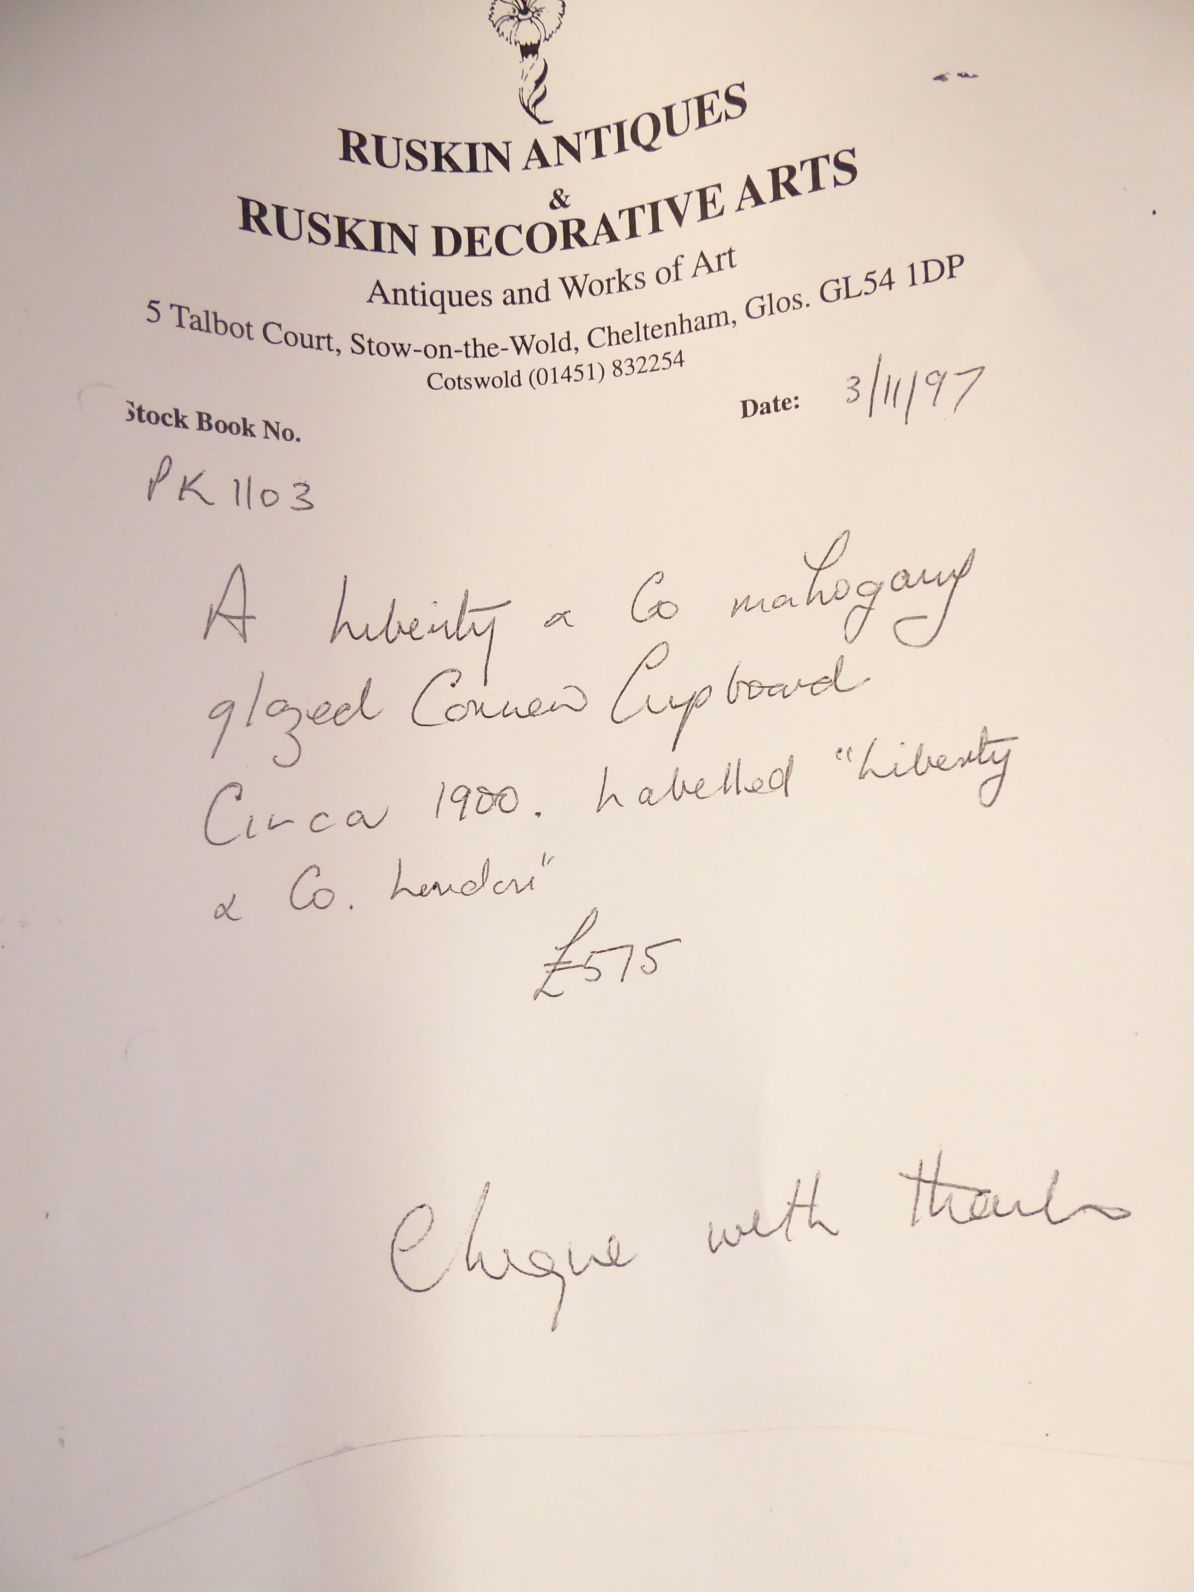 RUSKIN ANTIQUES
&
RUSKIN DECORATIVE ARTS
Antiques and Works of Art
5 Talbot Court, Stow-on-the-Wold, Cheltenham, Glos. GL54 1DP
Cotswold (01451) 832254
Stock Book No.
Date: 3/11/97
PK1103
A Liberty & Co mahogany
glazed Corner Cupboard
Circa 1900. Labelled "Liberty
& Co. London"
£575
Cheque with thanks